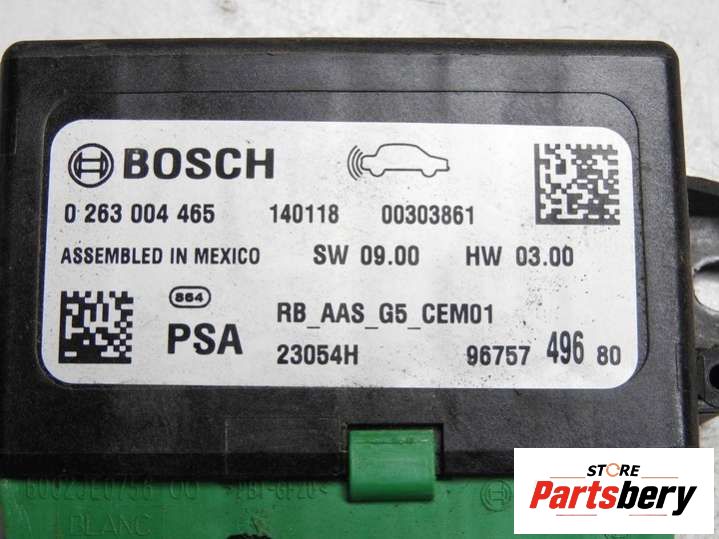 BOSCH
0 263 004 465 140118 00303861
ASSEMBLED IN MEXICO SW 09.00 HW 03.00
864
PSA
RB_AAS_G5_CEM01
23054H 96757 496 80
BLANC
STORE
Partsbery